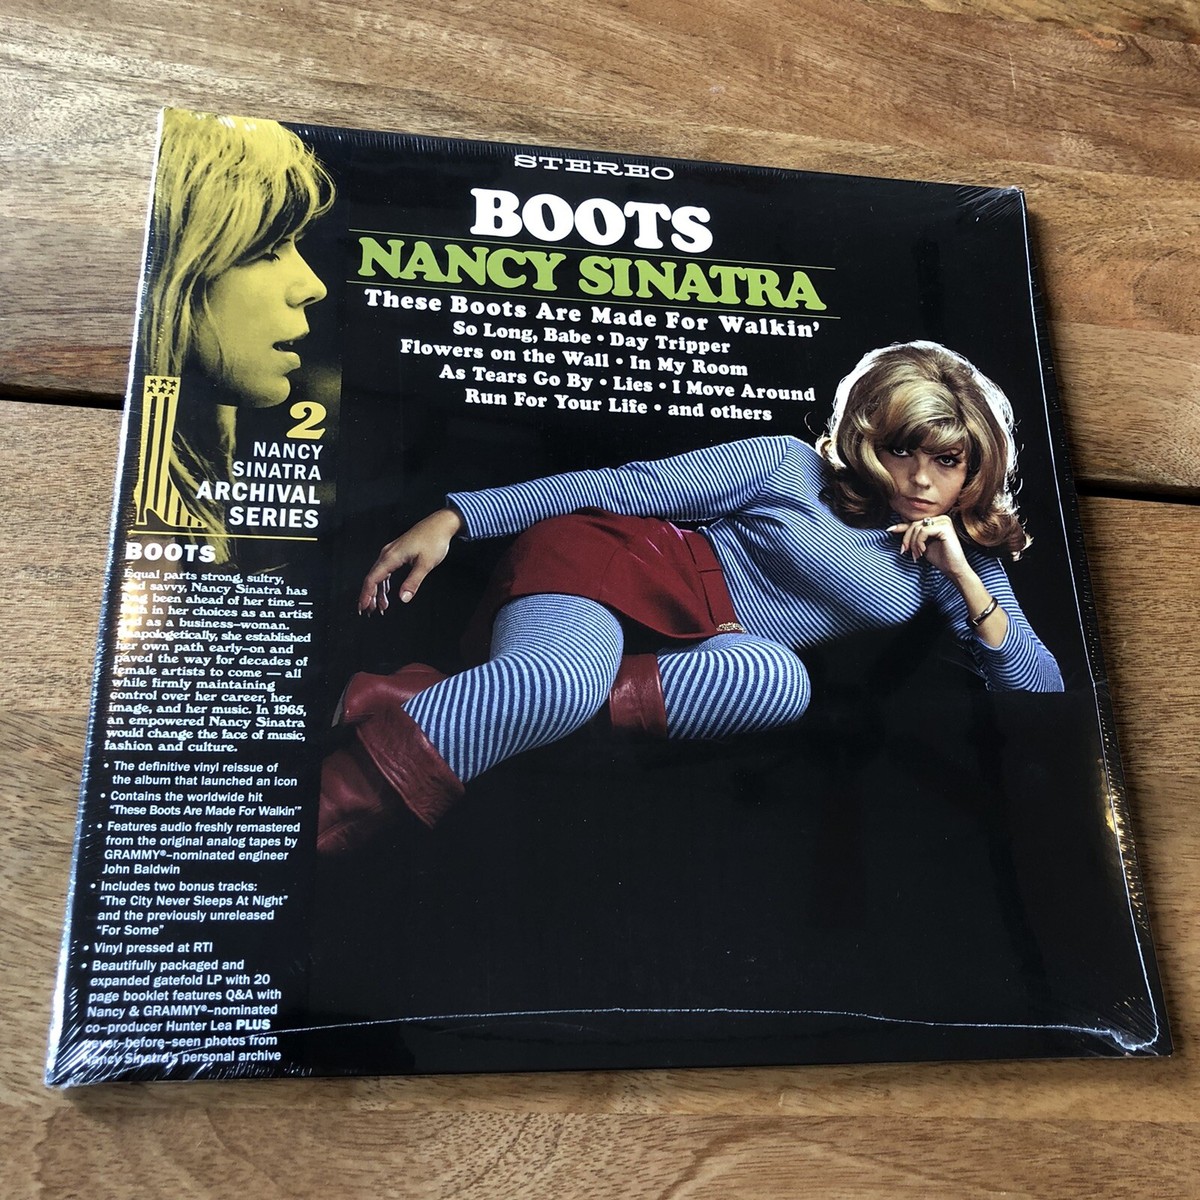 STEREO
BOOTS
NANCY SINATRA
These Boots Are Made For Walkin'
So Long, Babe • Day Tripper
Flowers on the Wall • In My Room
As Tears Go By • Lies • I Move Around
Run For Your Life • and others
2
NANCY
SINATRA
ARCHIVAL
SERIES
BOOTS
Equal parts strong, sultry,
and savvy, Nancy Sinatra has
long been ahead of her time —
both in her choices as an artist
and as a business–woman.
Unapologetically, she established
her own path early–on and
paved the way for decades of
female artists to come — all
while firmly maintaining
control over her career, her
image, and her music. In 1965,
an empowered Nancy Sinatra
would change the face of music,
fashion and culture.
• The definitive vinyl reissue of
the album that launched an icon
• Contains the worldwide hit
"These Boots Are Made For Walkin'"
• Features audio freshly remastered
from the original analog tapes by
GRAMMY®–nominated engineer
John Baldwin
• Includes two bonus tracks:
"The City Never Sleeps At Night"
and the previously unreleased
"For Some"
• Vinyl pressed at RTI
• Beautifully packaged and
expanded gatefold LP with 20
page booklet features Q&A with
Nancy & GRAMMY®–nominated
co–producer Hunter Lea PLUS
never–before–seen photos from
Nancy Sinatra's personal archive